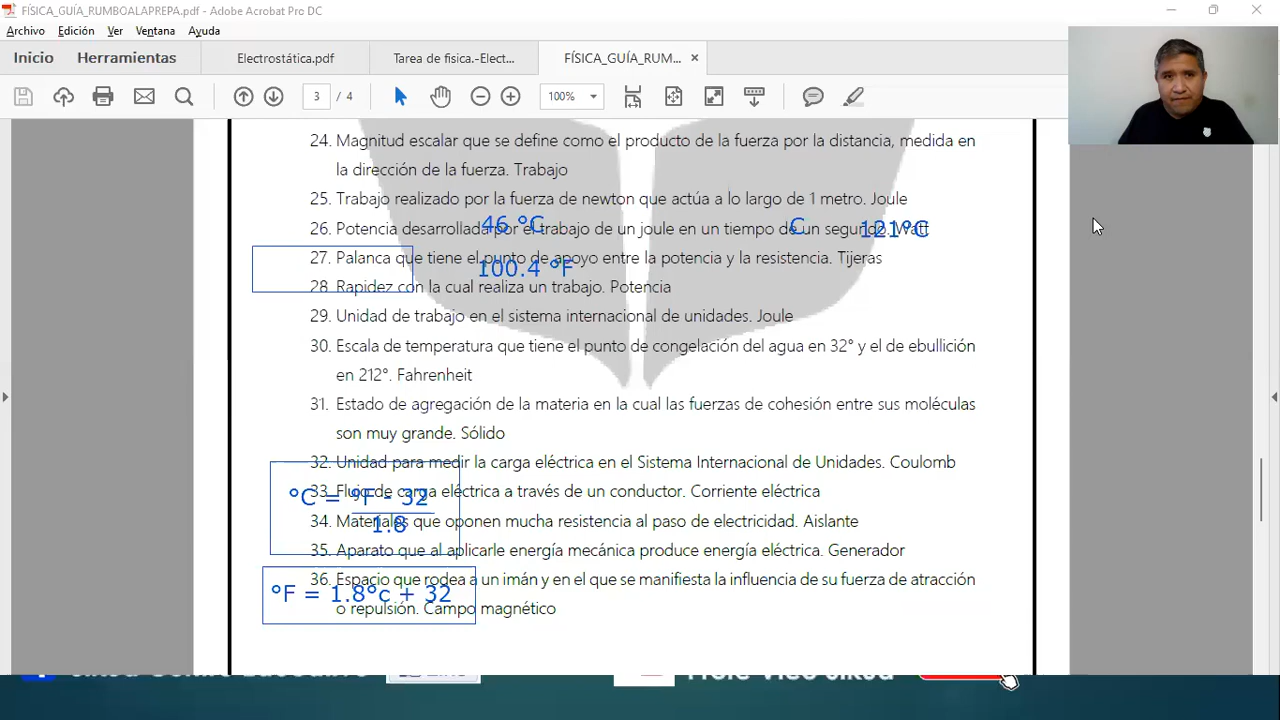 FÍSICA_GUÍA_RUMBOALAPREPA.pdf - Adobe Acrobat Pro DC
Archivo Edición Ver Ventana Ayuda
Inicio Herramientas Electrostática.pdf Tarea de fisica.-Elect... FÍSICA_GUÍA_RUM...
3 / 4 100%
24. Magnitud escalar que se define como el producto de la fuerza por la distancia, medida en
la dirección de la fuerza. Trabajo
25. Trabajo realizado por la fuerza de newton que actúa a lo largo de 1 metro. Joule
46 °C C 121°C
26. Potencia desarrollada por el trabajo de un joule en un tiempo de un segundo. Watt
27. Palanca que tiene el punto de apoyo entre la potencia y la resistencia. Tijeras
100.4 °F
28. Rapidez con la cual realiza un trabajo. Potencia
29. Unidad de trabajo en el sistema internacional de unidades. Joule
30. Escala de temperatura que tiene el punto de congelación del agua en 32° y el de ebullición
en 212°. Fahrenheit
31. Estado de agregación de la materia en la cual las fuerzas de cohesión entre sus moléculas
son muy grande. Sólido
32. Unidad para medir la carga eléctrica en el Sistema Internacional de Unidades. Coulomb
33. Flujo de carga eléctrica a través de un conductor. Corriente eléctrica
°C = °F - 32
1.8
34. Materiales que oponen mucha resistencia al paso de electricidad. Aislante
35. Aparato que al aplicarle energía mecánica produce energía eléctrica. Generador
36. Espacio que rodea a un imán y en el que se manifiesta la influencia de su fuerza de atracción
°F = 1.8°c + 32
o repulsión. Campo magnético